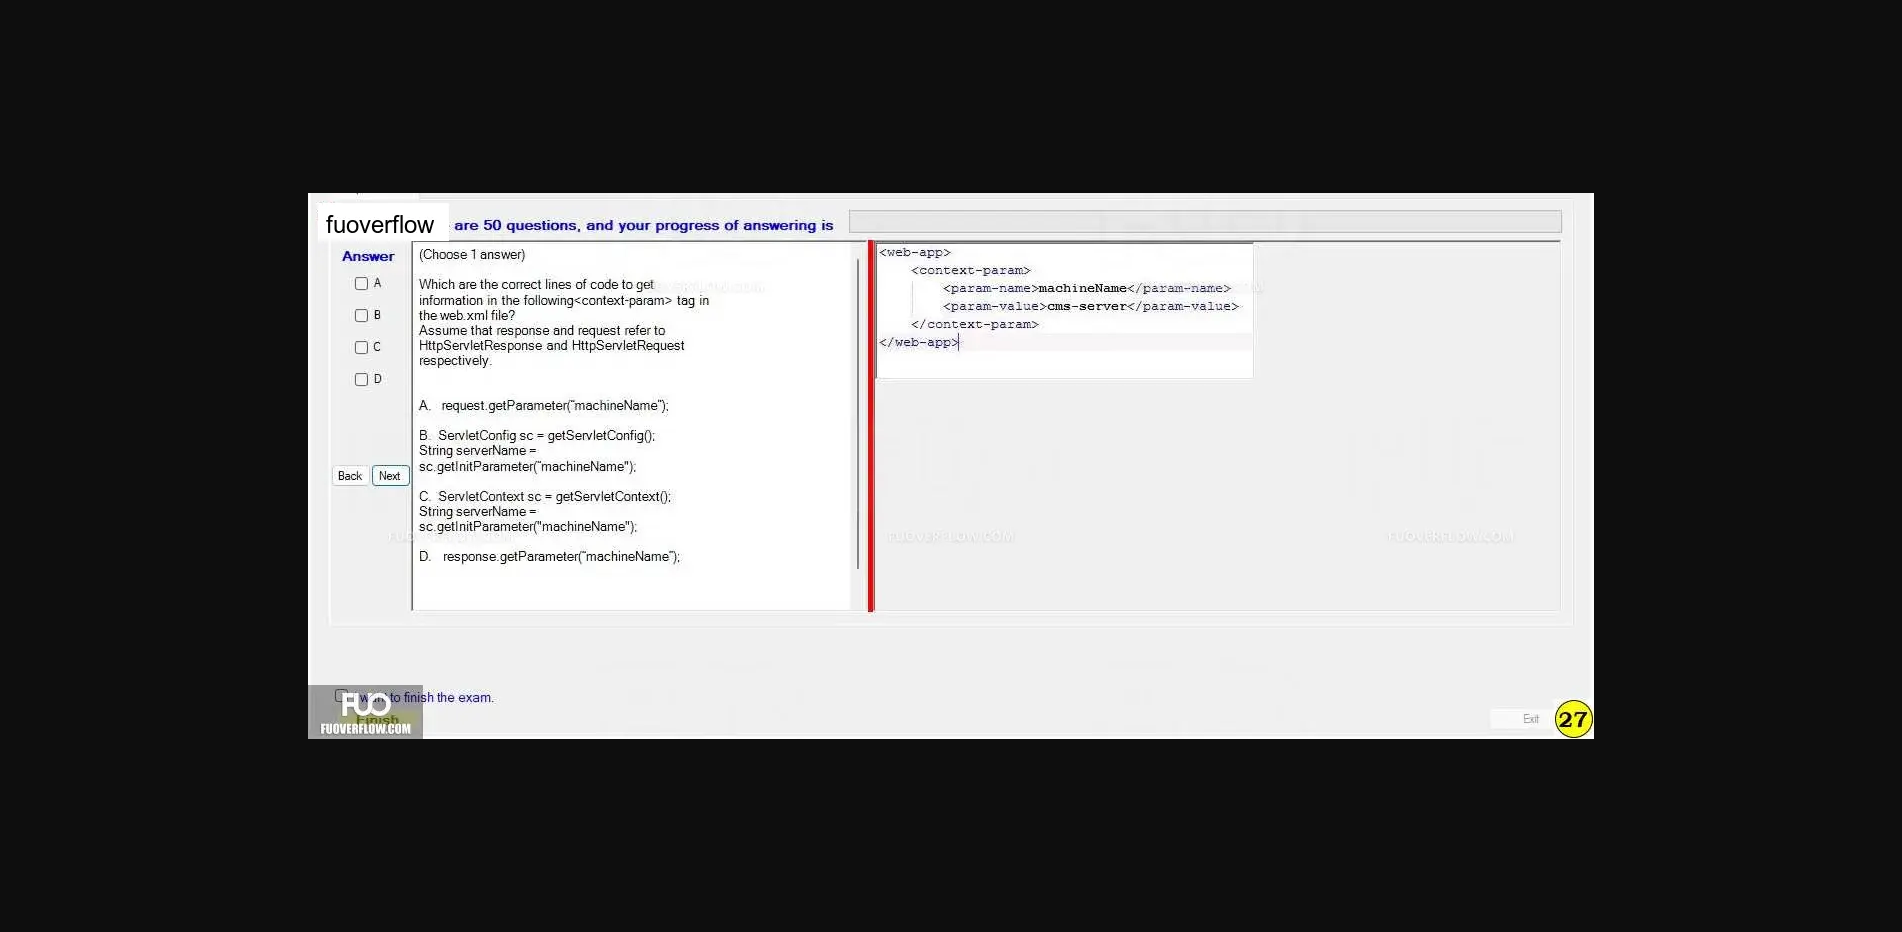 fuoverflow are 50 questions, and your progress of answering is
Answer
A
B
C
D
Back Next
(Choose 1 answer)
Which are the correct lines of code to get
information in the following<context-param> tag in
the web.xml file?
Assume that response and request refer to
HttpServletResponse and HttpServletRequest
respectively.
A. request.getParameter("machineName");
B. ServletConfig sc = getServletConfig();
String serverName =
sc.getInitParameter("machineName");
C. ServletContext sc = getServletContext();
String serverName =
sc.getInitParameter("machineName");
D. response.getParameter("machineName");
<web-app>
<context-param>
<param-name>machineName</param-name>
<param-value>cms-server</param-value>
</context-param>
</web-app>
FUOVERFLOW.COM
FUOVERFLOW.COM
I want to finish the exam.
FUO
Finish
FUOVERFLOW.COM
Exit
27